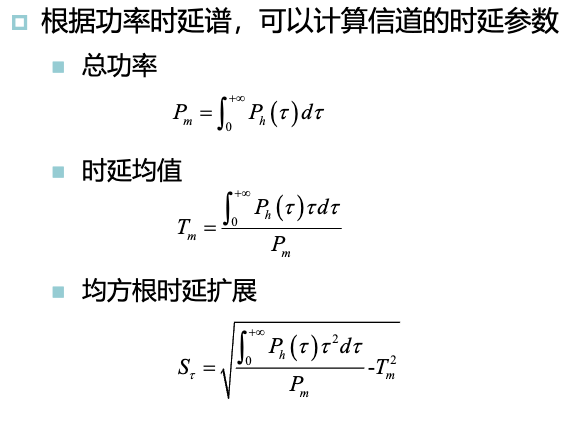 根据功率时延谱，可以计算信道的时延参数
总功率
$P_m = \int_0^{+\infty} P_h(\tau) d\tau$
时延均值
$T_m = \frac{\int_0^{+\infty} P_h(\tau) \tau d\tau}{P_m}$
均方根时延扩展
$S_\tau = \sqrt{\frac{\int_0^{+\infty} P_h(\tau) \tau^2 d\tau}{P_m} - T_m^2}$